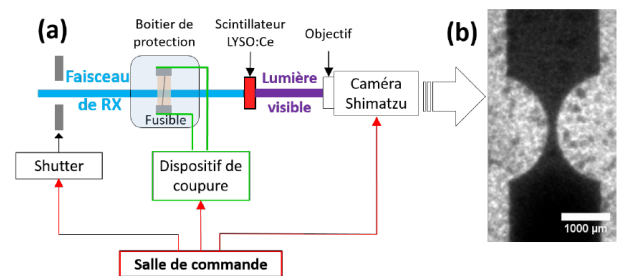 (a)
Boitier de
protection
Scintillateur
LYSO:Ce
Objectif
(b)
Faisceau
de RX
Fusible
Lumière
visible
Caméra
Shimatzu
Shutter
Dispositif de
coupure
1000 µm
Salle de commande